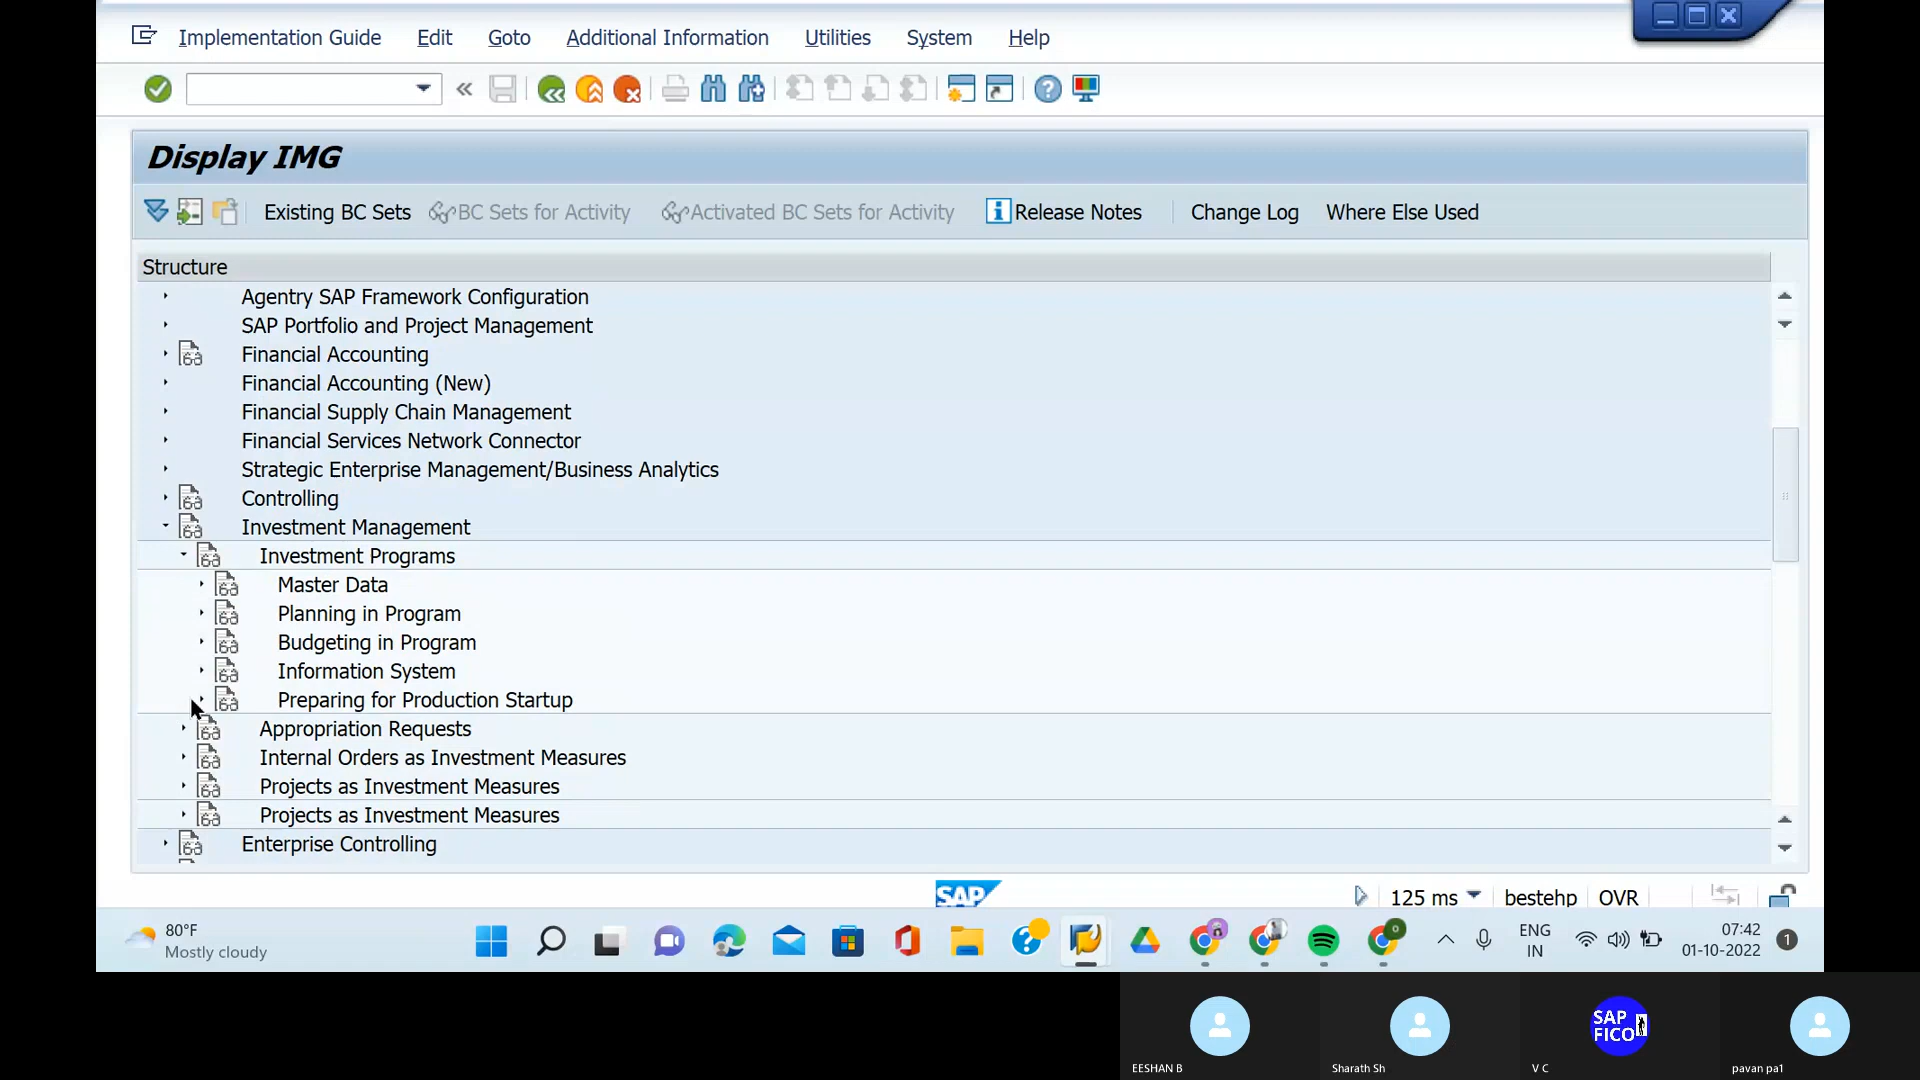 Implementation Guide Edit Goto Additional Information Utilities System Help
Display IMG
Existing BC Sets BC Sets for Activity Activated BC Sets for Activity Release Notes Change Log Where Else Used
Structure
Agentry SAP Framework Configuration
SAP Portfolio and Project Management
Financial Accounting
Financial Accounting (New)
Financial Supply Chain Management
Financial Services Network Connector
Strategic Enterprise Management/Business Analytics
Controlling
Investment Management
Investment Programs
Master Data
Planning in Program
Budgeting in Program
Information System
Preparing for Production Startup
Appropriation Requests
Internal Orders as Investment Measures
Projects as Investment Measures
Projects as Investment Measures
Enterprise Controlling
SAP 125 ms bestehp OVR
80°F
Mostly cloudy
ENG
IN
07:42
01-10-2022
1
SAP
FICO
EESHAN B Sharath Sh V C pavan pa1